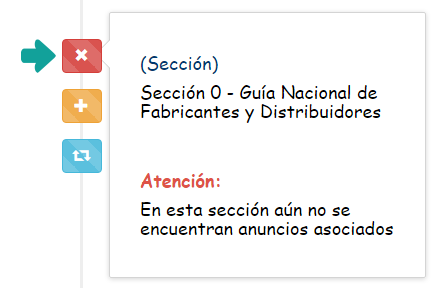 (Sección)
Sección 0 - Guía Nacional de
Fabricantes y Distribuidores
Atención:
En esta sección aún no se
encuentran anuncios asociados